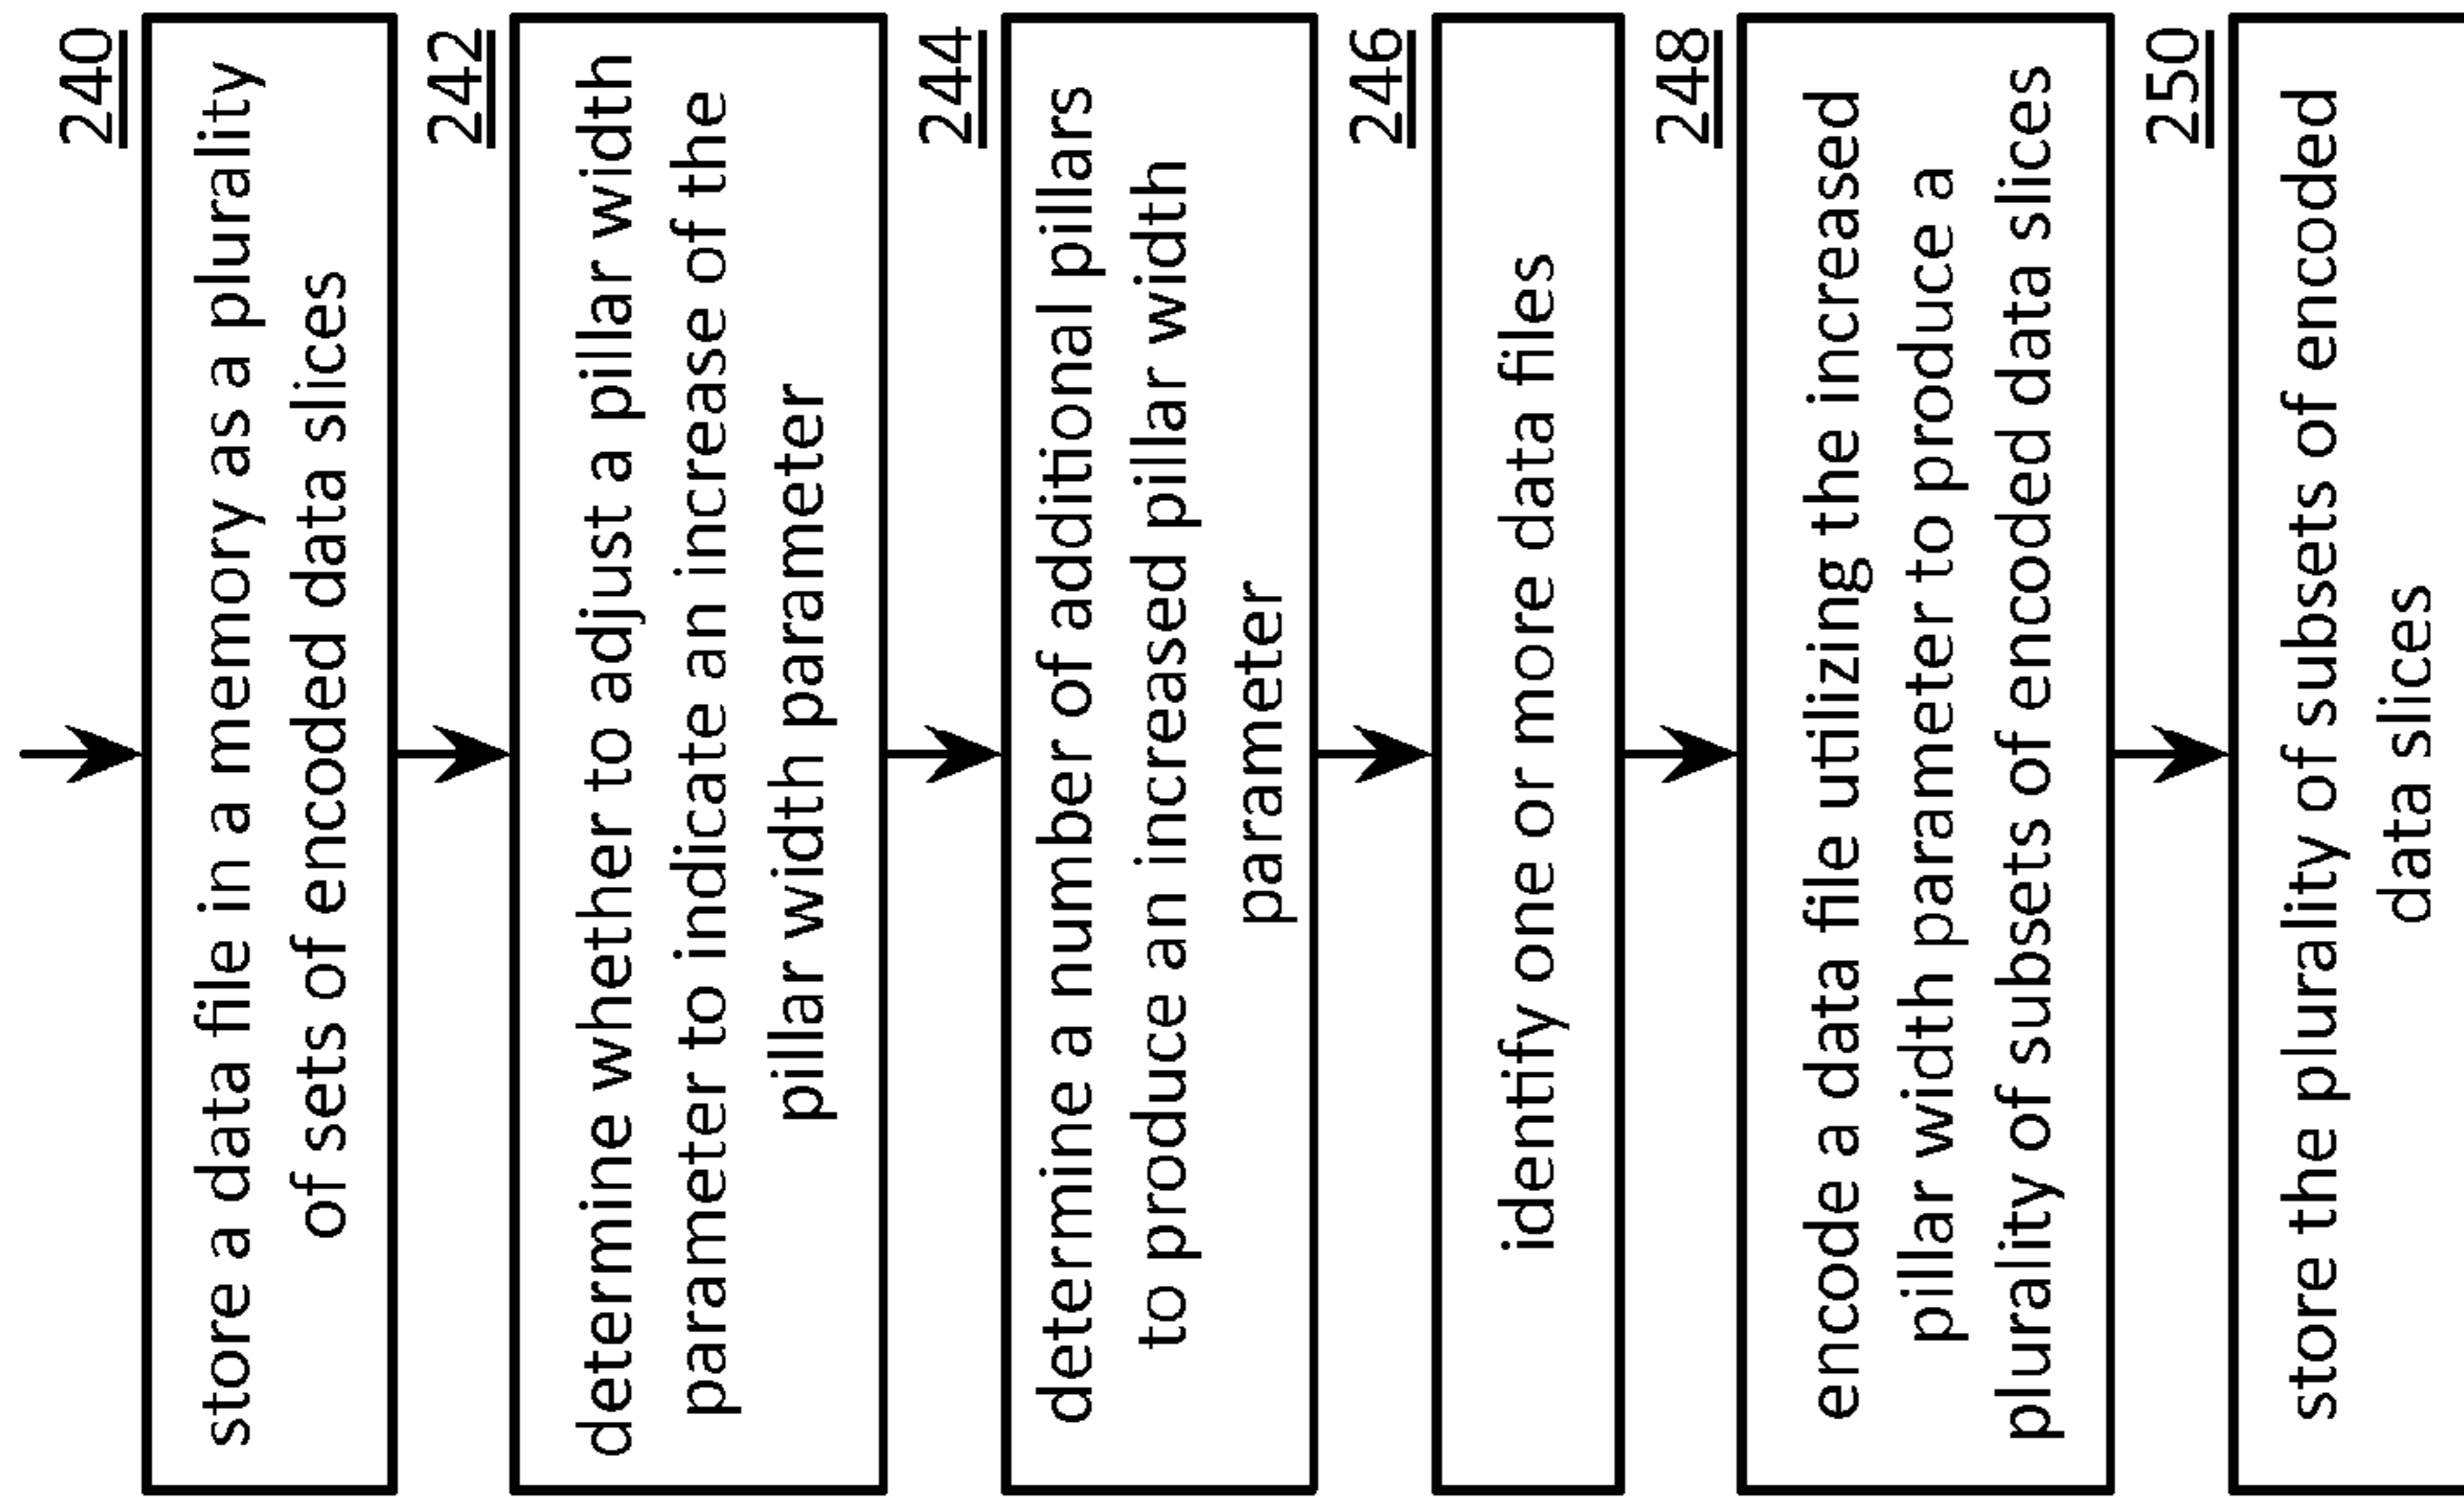 240
store a data file in a memory as a plurality
of sets of encoded data slices
242
determine whether to adjust a pillar width
parameter to indicate an increase of the
pillar width parameter
244
determine a number of additional pillars
to produce an increased pillar width
parameter
246
identify one or more data files
248
encode a data file utilizing the increased
pillar width parameter to produce a
plurality of subsets of encoded data slices
250
store the plurality of subsets of encoded
data slices